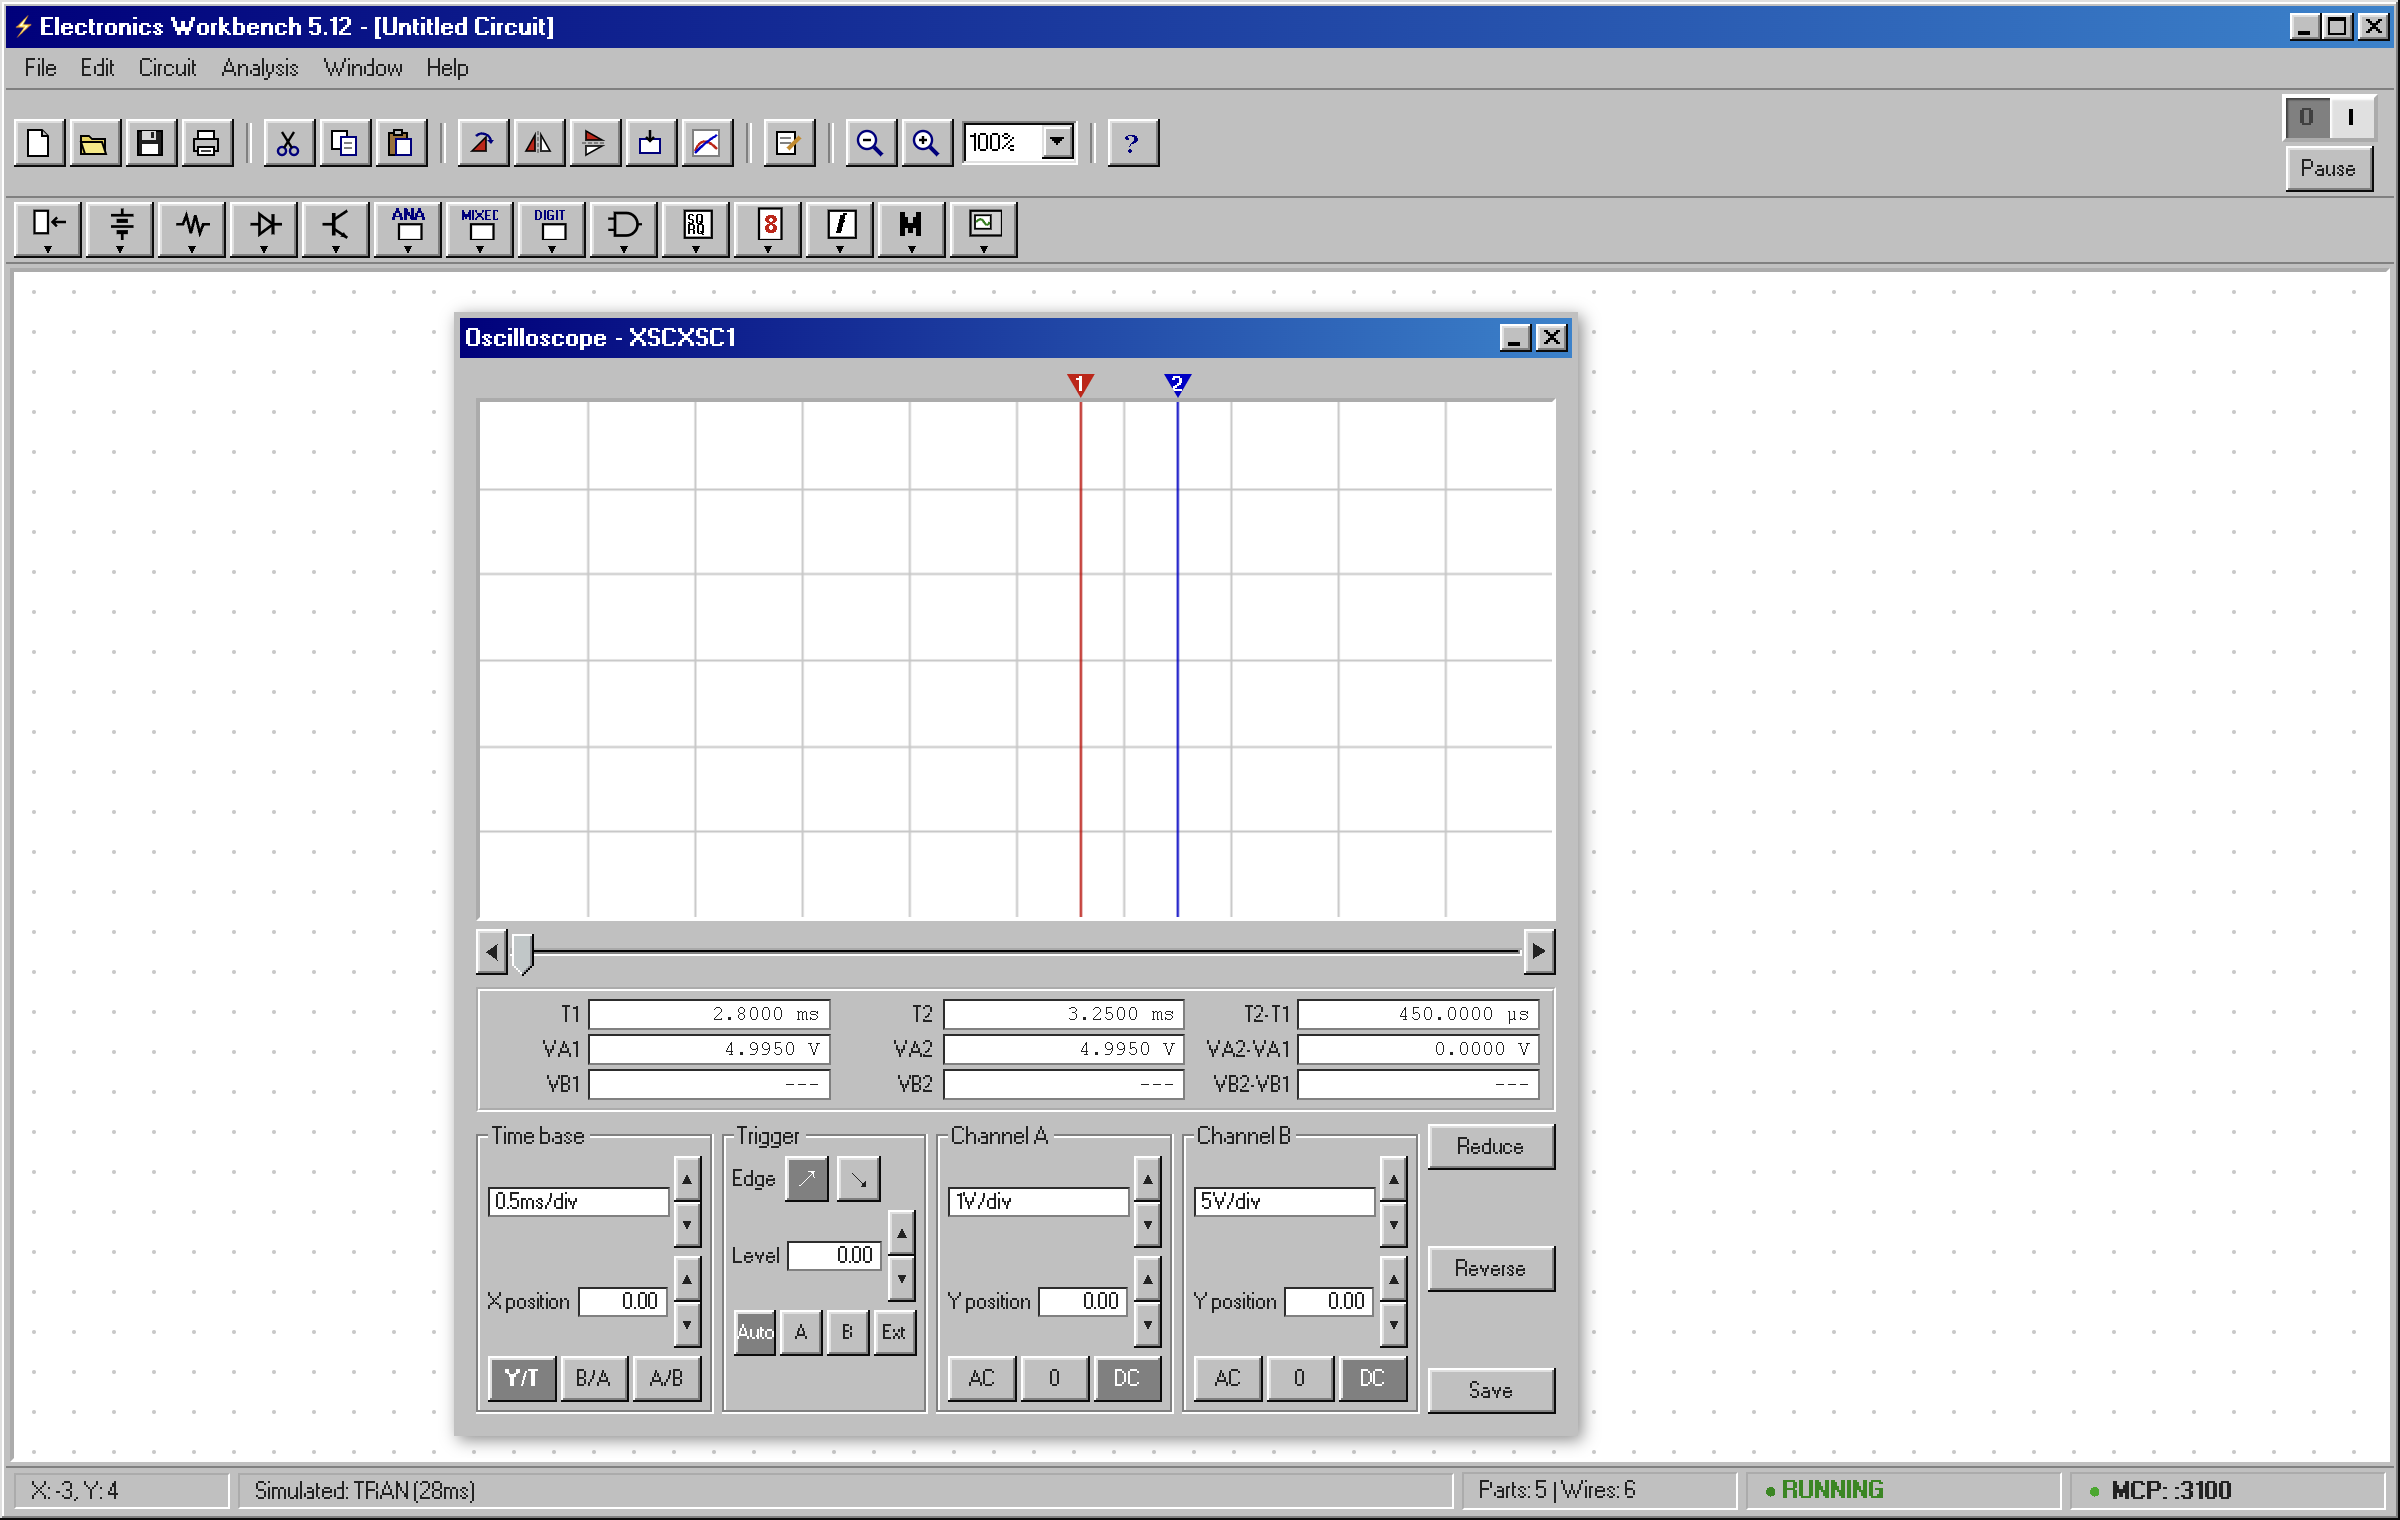 Electronics Workbench 5.12 - [Untitled Circuit]
File Edit Circuit Analysis Window Help
0 I
100% ?
Pause
ANA MIXED DIGIT SQ RQ 8 M
Oscilloscope - XSCXSC1
1 2
T1 2.8000 ms T2 3.2500 ms T2-T1 450.0000 µs
VA1 4.9950 V VA2 4.9950 V VA2-VA1 0.0000 V
VB1 --- VB2 --- VB2-VB1 ---
Time base Trigger Channel A Channel B Reduce
Edge ↗ ↘
0.5ms/div 1V/div 5V/div
Level 0.00 Reverse
X position 0.00 Y position 0.00 Y position 0.00
Auto A B Ext
Y/T B/A A/B AC 0 DC AC 0 DC Save
X: -3, Y: 4 Simulated: TRAN (28ms) Parts: 5 | Wires: 6 ● RUNNING ● MCP: :3100